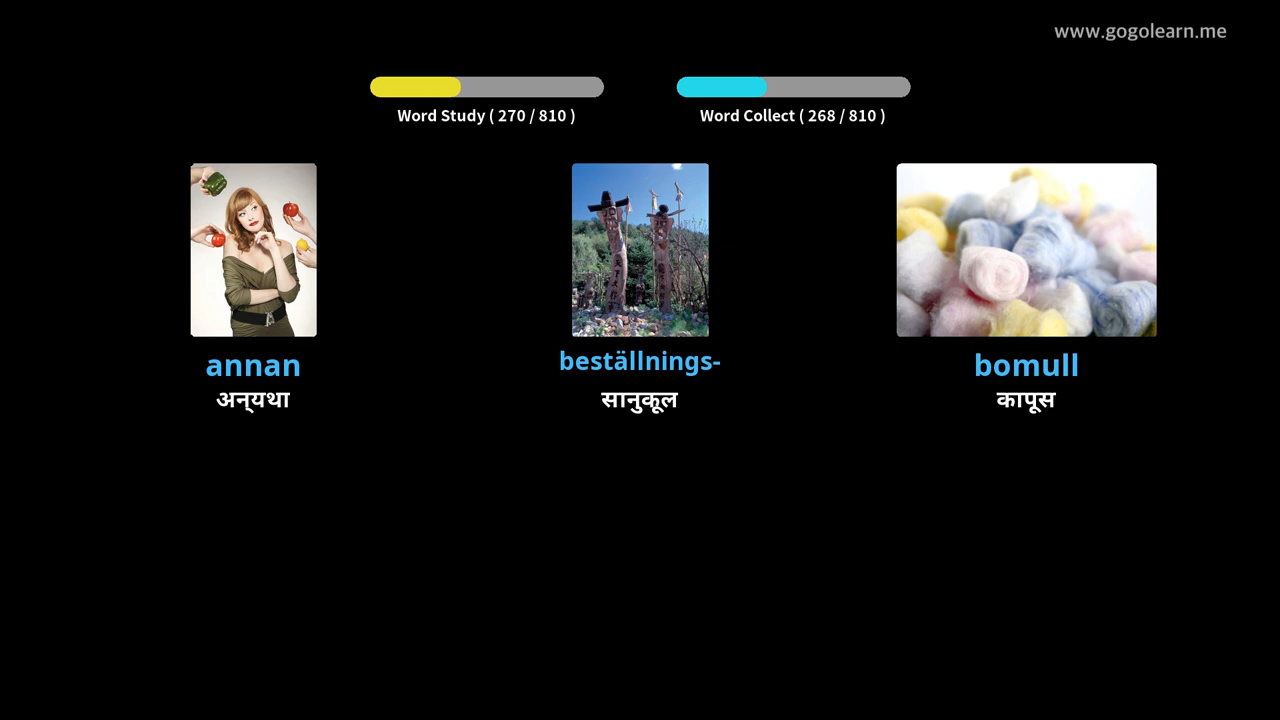 www.gogolearn.me
Word Study ( 270 / 810 )
Word Collect ( 268 / 810 )
annan
beställnings-
bomull
अन्यथा
सानुकूल
कापूस